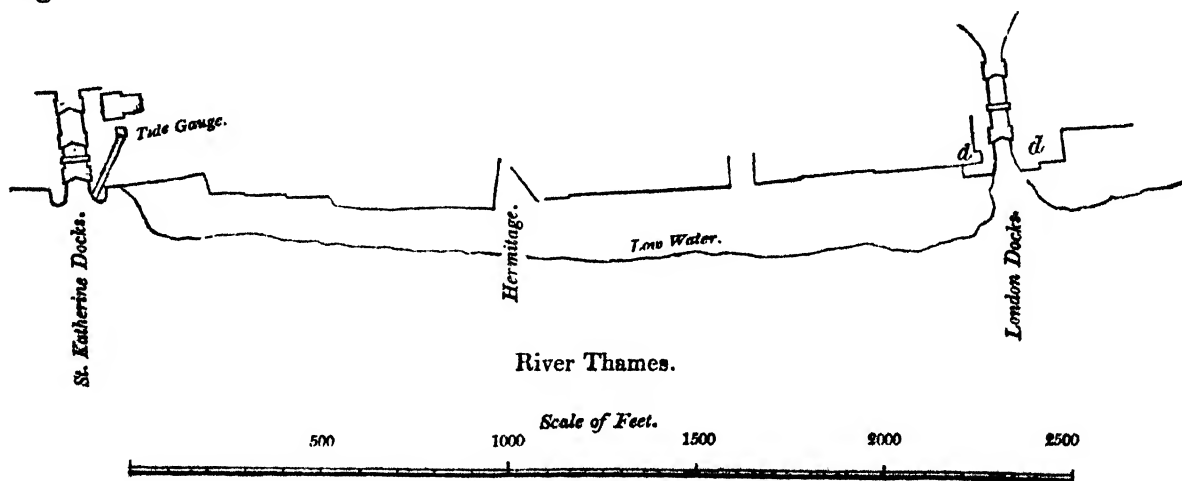 Tide Gauge.
d
d
St. Katherine Docks.
Hermitage.
Low Water.
London Docks.
River Thames.
Scale of Feet.
500 1000 1500 2000 2500